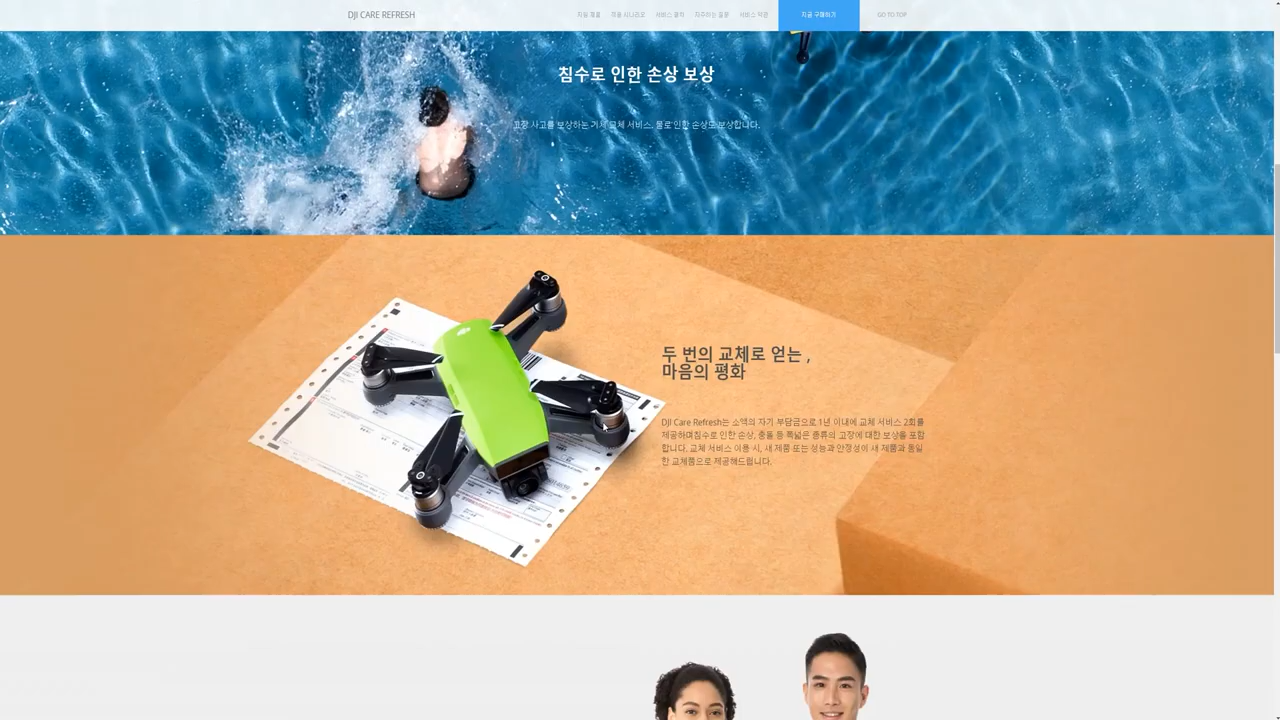 DJI CARE REFRESH
지원 제품 적용 시나리오 서비스 절차 자주하는 질문 서비스 약관 지금 구매하기 GO TO TOP
침수로 인한 손상 보상
고장 사고를 보상하는 기체 교체 서비스. 물로 인한 손상도 보상합니다.
두 번의 교체로 얻는 ,
마음의 평화
DJI Care Refresh는 소액의 자기 부담금으로 1년 이내에 교체 서비스 2회를
제공하며침수로 인한 손상, 충돌 등 폭넓은 종류의 고장에 대한 보상을 포함
합니다. 교체 서비스 이용 시, 새 제품 또는 성능과 안정성이 새 제품과 동일
한 교체품으로 제공해드립니다.